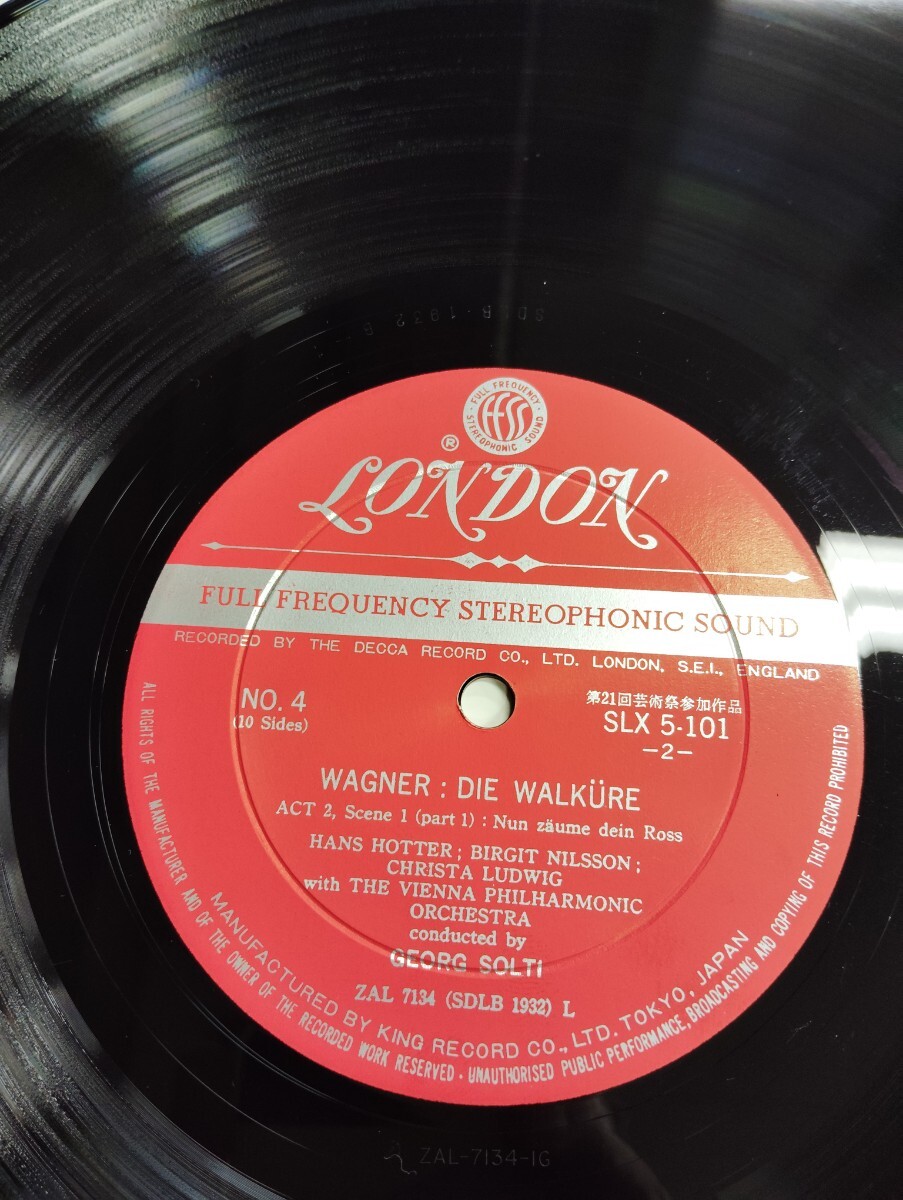 SDLB-1932
FULL FREQUENCY
FFSS
STEREOPHONIC SOUND
®
LONDON
FULL FREQUENCY STEREOPHONIC SOUND
RECORDED BY THE DECCA RECORD CO., LTD. LONDON, S.E.I., ENGLAND
NO. 4
(10 Sides)
第21回芸術祭参加作品
SLX 5-101
—2—
WAGNER : DIE WALKÜRE
ACT 2, Scene 1 (part 1) : Nun zäume dein Ross
HANS HOTTER ; BIRGIT NILSSON ;
CHRISTA LUDWIG
with THE VIENNA PHILHARMONIC
ORCHESTRA
conducted by
GEORG SOLTI
ZAL 7134 (SDLB 1932) L
MANUFACTURED BY KING RECORD CO., LTD. TOKYO, JAPAN
ALL RIGHTS OF THE MANUFACTURER AND OF THE OWNER OF THE RECORDED WORK RESERVED · UNAUTHORISED PUBLIC PERFORMANCE, BROADCASTING AND COPYING OF THIS RECORD PROHIBITED
ZAL-7134-1G